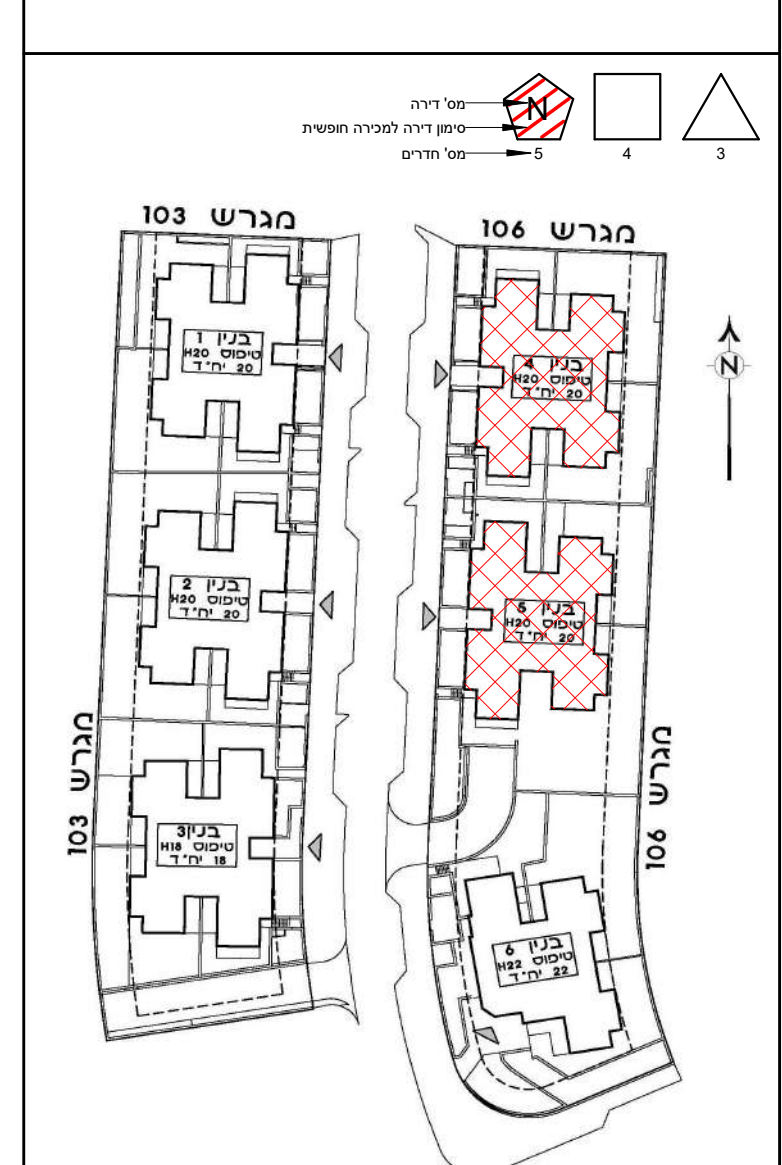 מס' דירה
N
סימון דירה למכירה חופשית
מס' חדרים
5
4
3
מגרש 103
מגרש 106
בנין 1
טיפוס H20
20 יח"ד
בנין 4
טיפוס H20
20 יח"ד
N
בנין 2
טיפוס H20
20 יח"ד
בנין 5
טיפוס H20
20 יח"ד
מגרש 103
מגרש 106
בנין 3
טיפוס H18
18 יח"ד
בנין 6
טיפוס H22
22 יח"ד